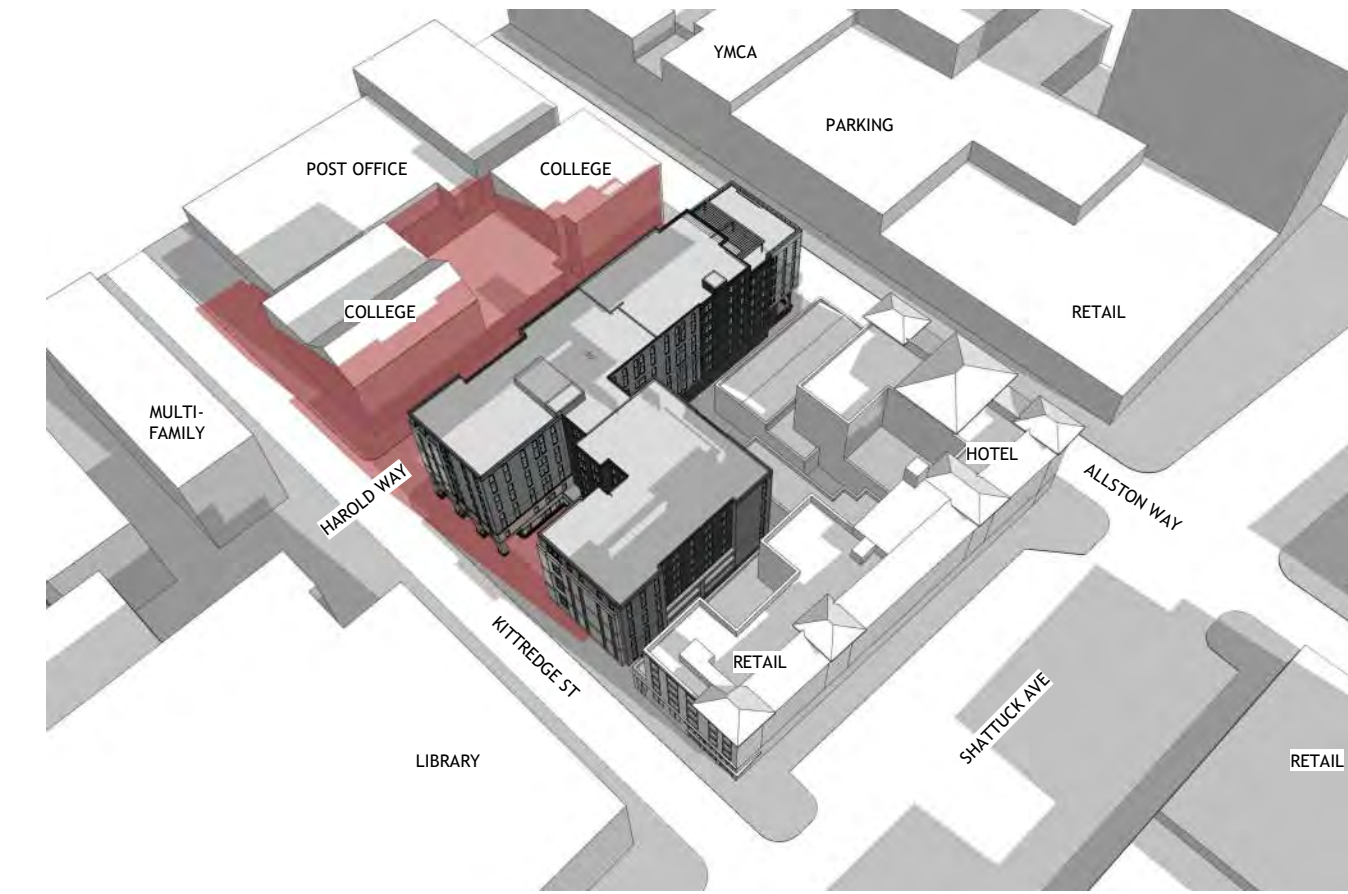 YMCA
PARKING
POST OFFICE
COLLEGE
COLLEGE
RETAIL
MULTI-
FAMILY
HOTEL
HAROLD WAY
ALLSTON WAY
KITTREDGE ST
RETAIL
SHATTUCK AVE
LIBRARY
RETAIL